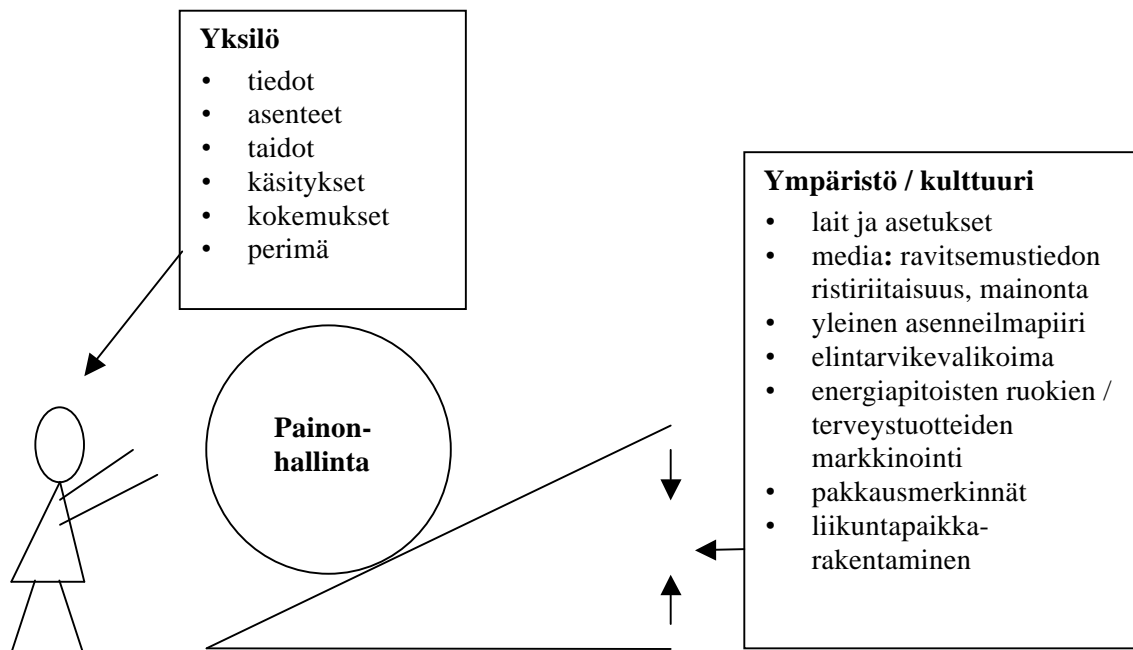 Yksilö
• tiedot
• asenteet
• taidot
• käsitykset
• kokemukset
• perimä
Painon-
hallinta
Ympäristö / kulttuuri
• lait ja asetukset
• media: ravitsemustiedon
ristiriitaisuus, mainonta
• yleinen asenneilmapiiri
• elintarvikevalikoima
• energiapitoisten ruokien /
terveystuotteiden
markkinointi
• pakkausmerkinnät
• liikuntapaikka-
rakentaminen